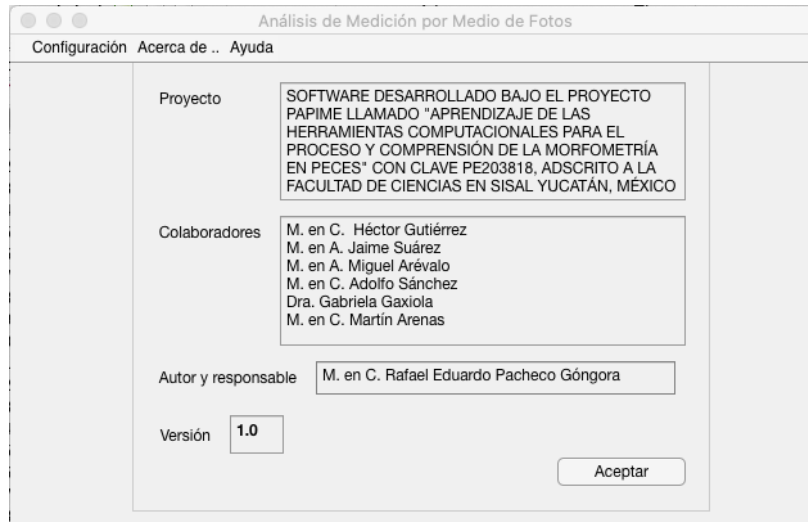 Análisis de Medición por Medio de Fotos
Configuración Acerca de .. Ayuda
Proyecto
SOFTWARE DESARROLLADO BAJO EL PROYECTO
PAPIME LLAMADO "APRENDIZAJE DE LAS
HERRAMIENTAS COMPUTACIONALES PARA EL
PROCESO Y COMPRENSIÓN DE LA MORFOMETRÍA
EN PECES" CON CLAVE PE203818, ADSCRITO A LA
FACULTAD DE CIENCIAS EN SISAL YUCATÁN, MÉXICO
Colaboradores
M. en C. Héctor Gutiérrez
M. en A. Jaime Suárez
M. en A. Miguel Arévalo
M. en C. Adolfo Sánchez
Dra. Gabriela Gaxiola
M. en C. Martín Arenas
Autor y responsable
M. en C. Rafael Eduardo Pacheco Góngora
Versión
1.0
Aceptar